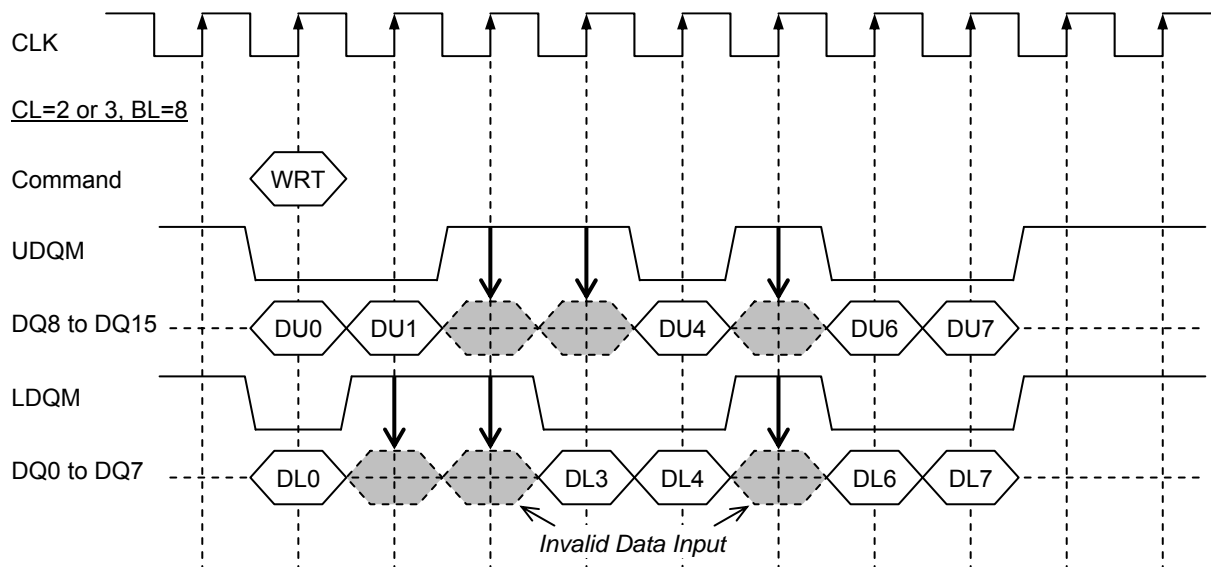 CLK
CL=2 or 3, BL=8
Command WRT
UDQM
DQ8 to DQ15 DU0 DU1 DU4 DU6 DU7
LDQM
DQ0 to DQ7 DL0 DL3 DL4 DL6 DL7
Invalid Data Input